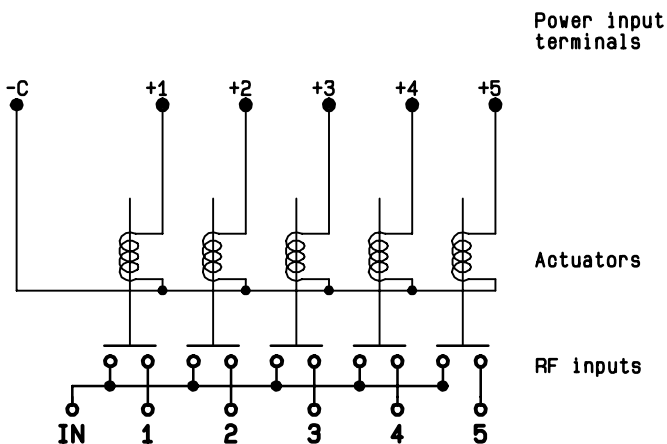 Power input
terminals
-C +1 +2 +3 +4 +5
Actuators
RF inputs
IN 1 2 3 4 5